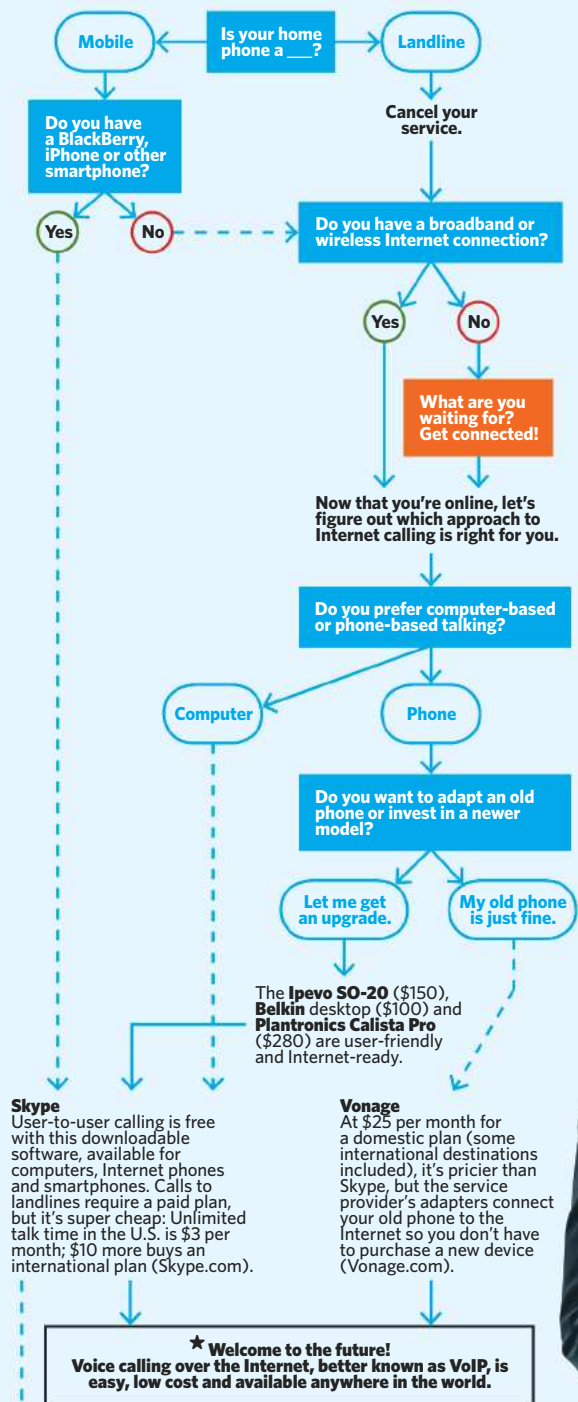 Mobile
Is your home
phone a ___?
Landline
Do you have
a BlackBerry,
iPhone or other
smartphone?
Cancel your
service.
Yes
No
Do you have a broadband or
wireless Internet connection?
Yes
No
What are you
waiting for?
Get connected!
Now that you're online, let's
figure out which approach to
Internet calling is right for you.
Do you prefer computer-based
or phone-based talking?
Computer
Phone
Do you want to adapt an old
phone or invest in a newer
model?
Let me get
an upgrade.
My old phone
is just fine.
The Ipevo SO-20 ($150),
Belkin desktop ($100) and
Plantronics Calista Pro
($280) are user-friendly
and Internet-ready.
Skype
User-to-user calling is free
with this downloadable
software, available for
computers, Internet phones
and smartphones. Calls to
landlines require a paid plan,
but it's super cheap: Unlimited
talk time in the U.S. is $3 per
month; $10 more buys an
international plan (Skype.com).
Vonage
At $25 per month for
a domestic plan (some
international destinations
included), it's pricier than
Skype, but the service
provider's adapters connect
your old phone to the
Internet so you don't have
to purchase a new device
(Vonage.com).
★ Welcome to the future!
Voice calling over the Internet, better known as VoIP, is
easy, low cost and available anywhere in the world.